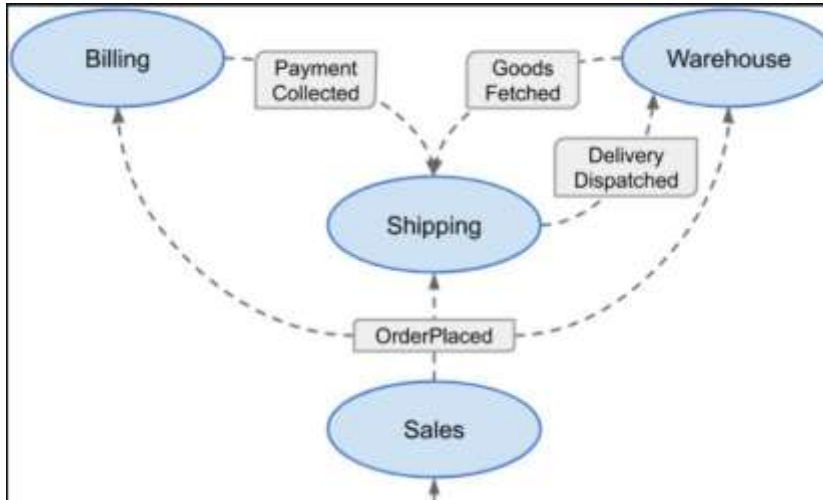 Billing
Payment
Collected
Goods
Fetched
Warehouse
Delivery
Dispatched
Shipping
OrderPlaced
Sales